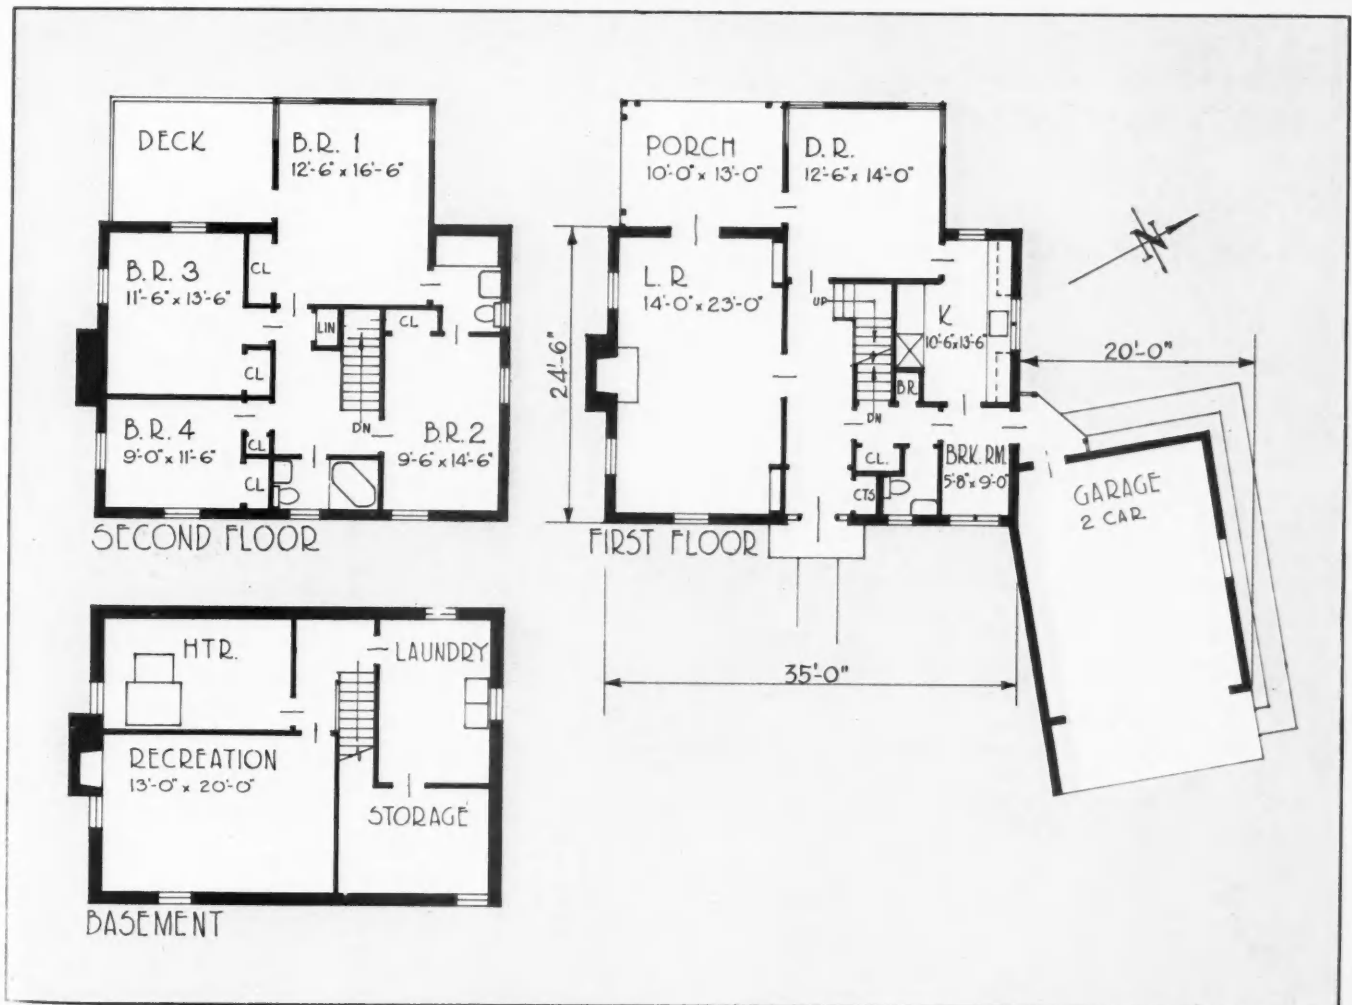 DECK
B.R. 1
12'-6" x 16'-6"
B.R. 3
11'-6" x 13'-6"
CL
LIN
CL
CL
B.R. 4
9'-0" x 11'-6"
CL
CL
DN
B.R. 2
9'-6" x 14'-6"
SECOND FLOOR
PORCH
10'-0" x 13'-0"
D.R.
12'-6" x 14'-0"
L.R.
14'-0" x 23'-0"
24'-6"
UP
K.
10'-6" x 13'-6"
B.R.
DN
CL.
CTS
BRK. RM.
5'-8" x 9'-0"
N
20'-0"
GARAGE
2 CAR
FIRST FLOOR
35'-0"
HTR.
LAUNDRY
RECREATION
13'-0" x 20'-0"
STORAGE
BASEMENT